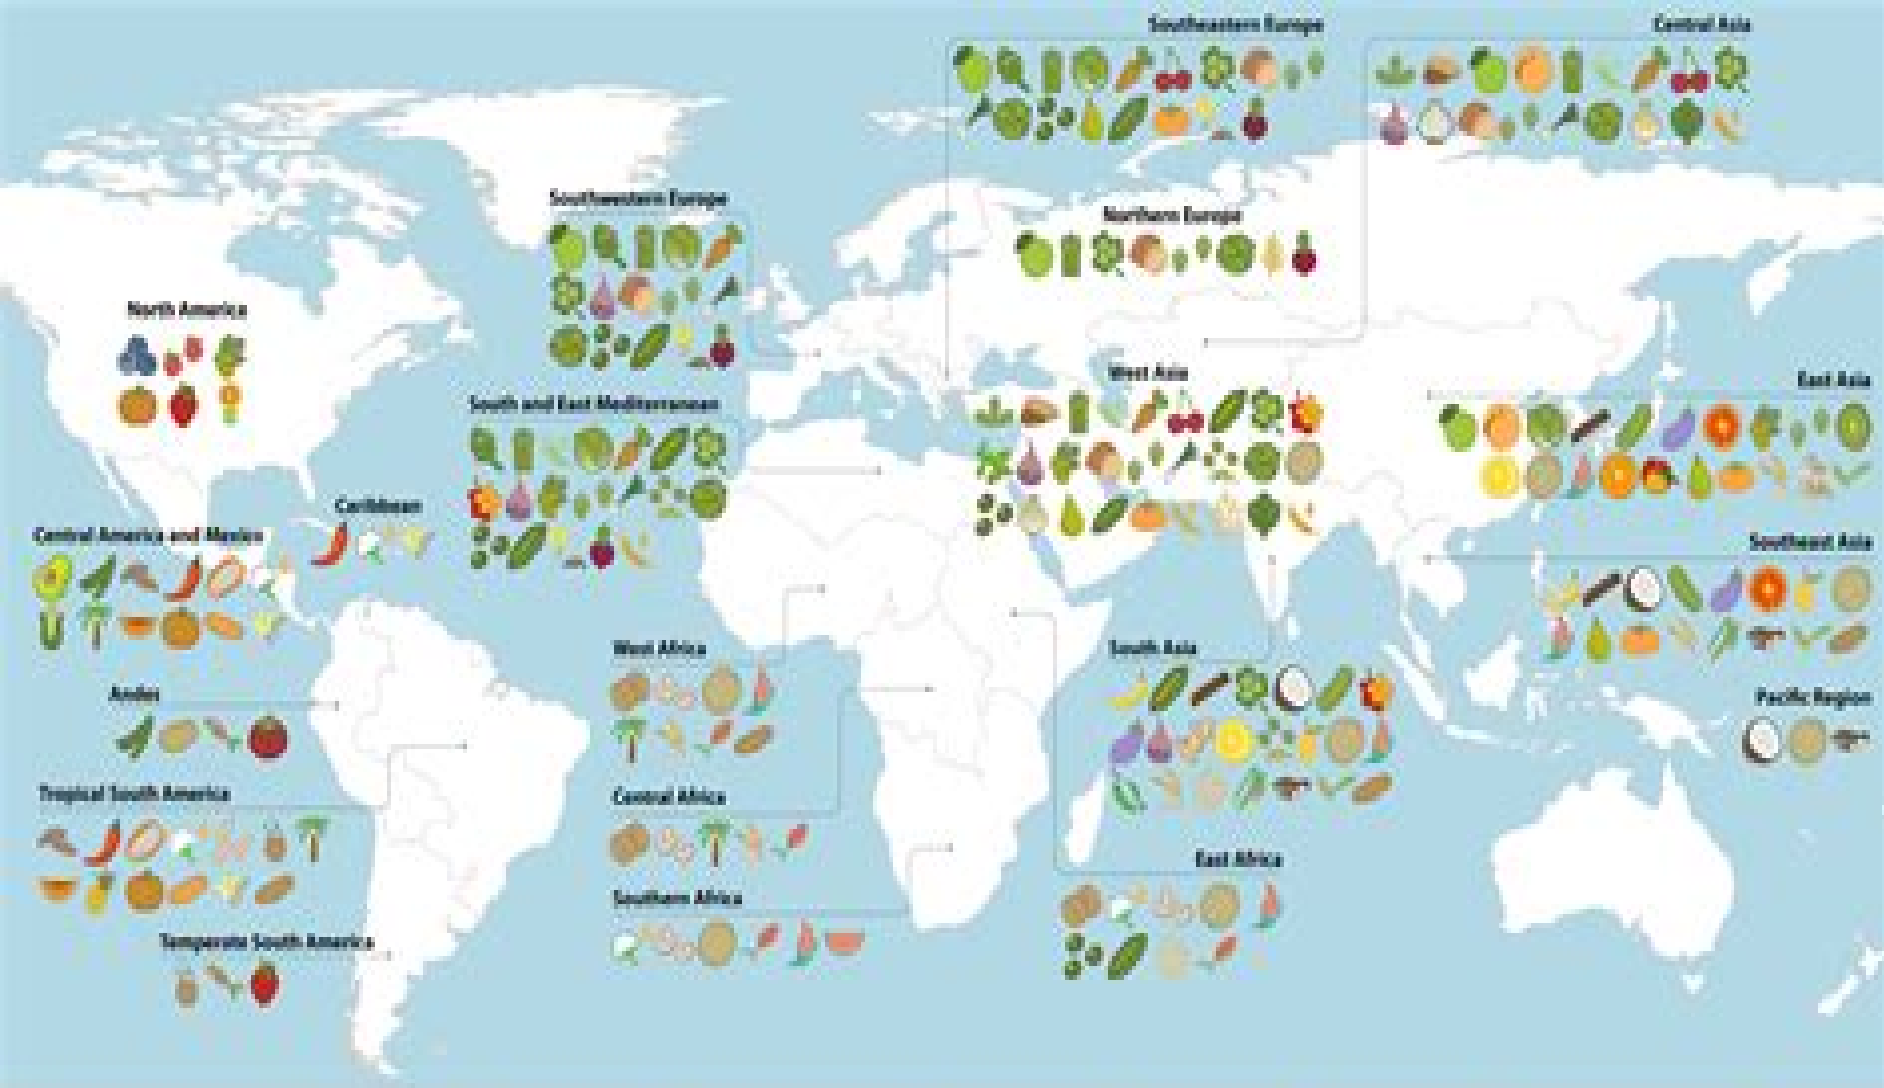 Southeastern Europe
Central Asia
Southwestern Europe
Northern Europe
North America
West Asia
East Asia
South and East Mediterranean
Caribbean
Central America and Mexico
Southeast Asia
West Africa
South Asia
Andes
Pacific Region
Tropical South America
Central Africa
East Africa
Southern Africa
Temperate South America